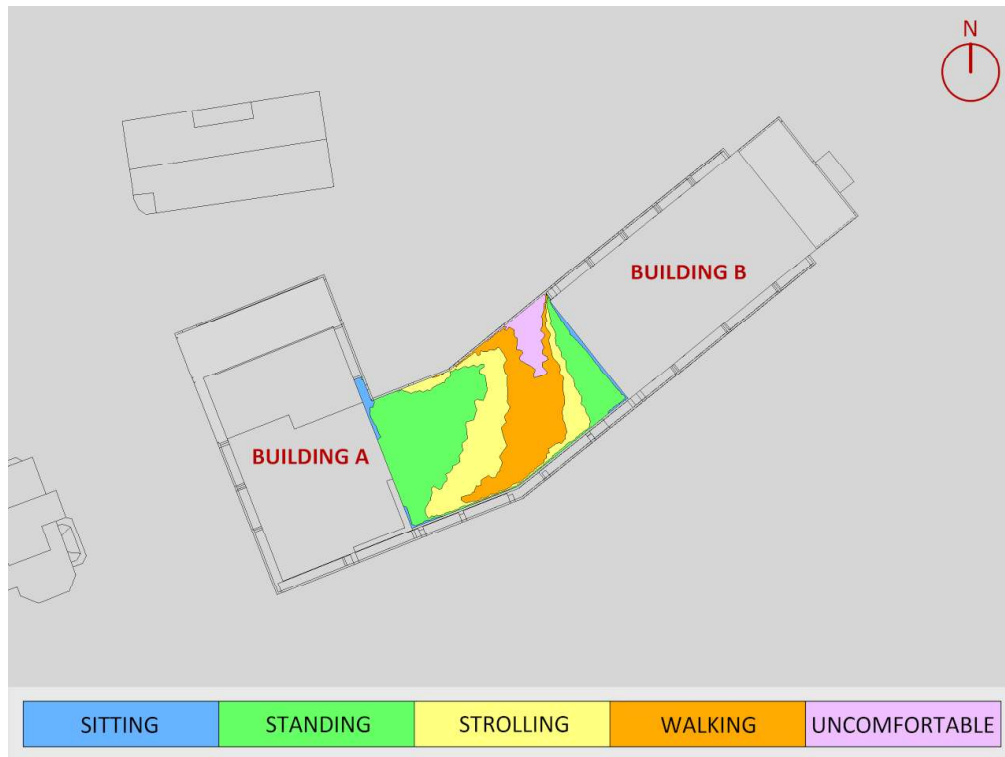 N
BUILDING B
BUILDING A
SITTING STANDING STROLLING WALKING UNCOMFORTABLE